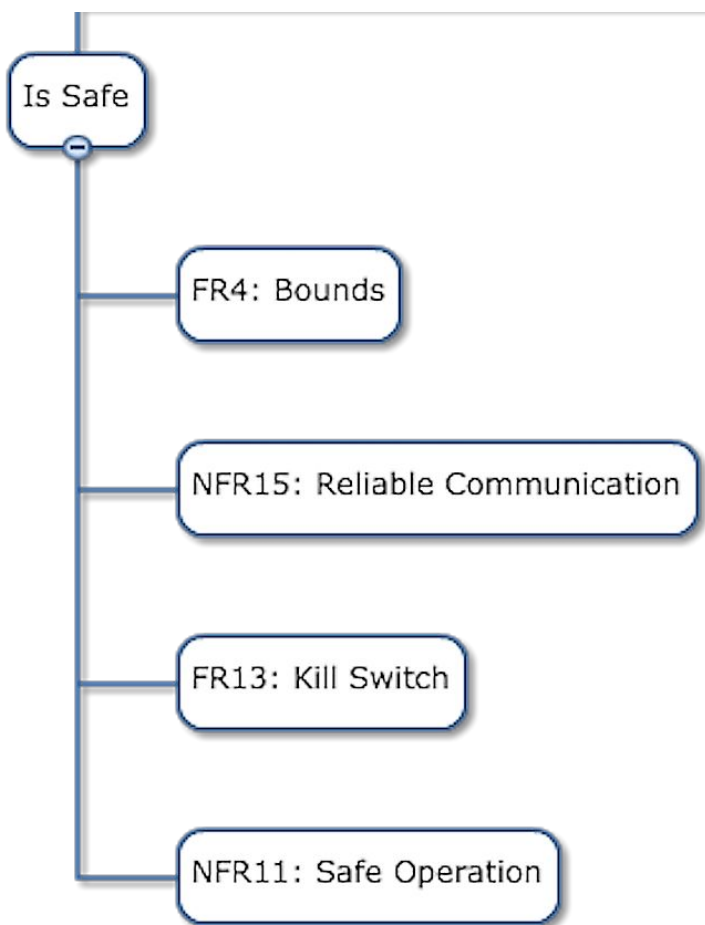 Is Safe
FR4: Bounds
NFR15: Reliable Communication
FR13: Kill Switch
NFR11: Safe Operation